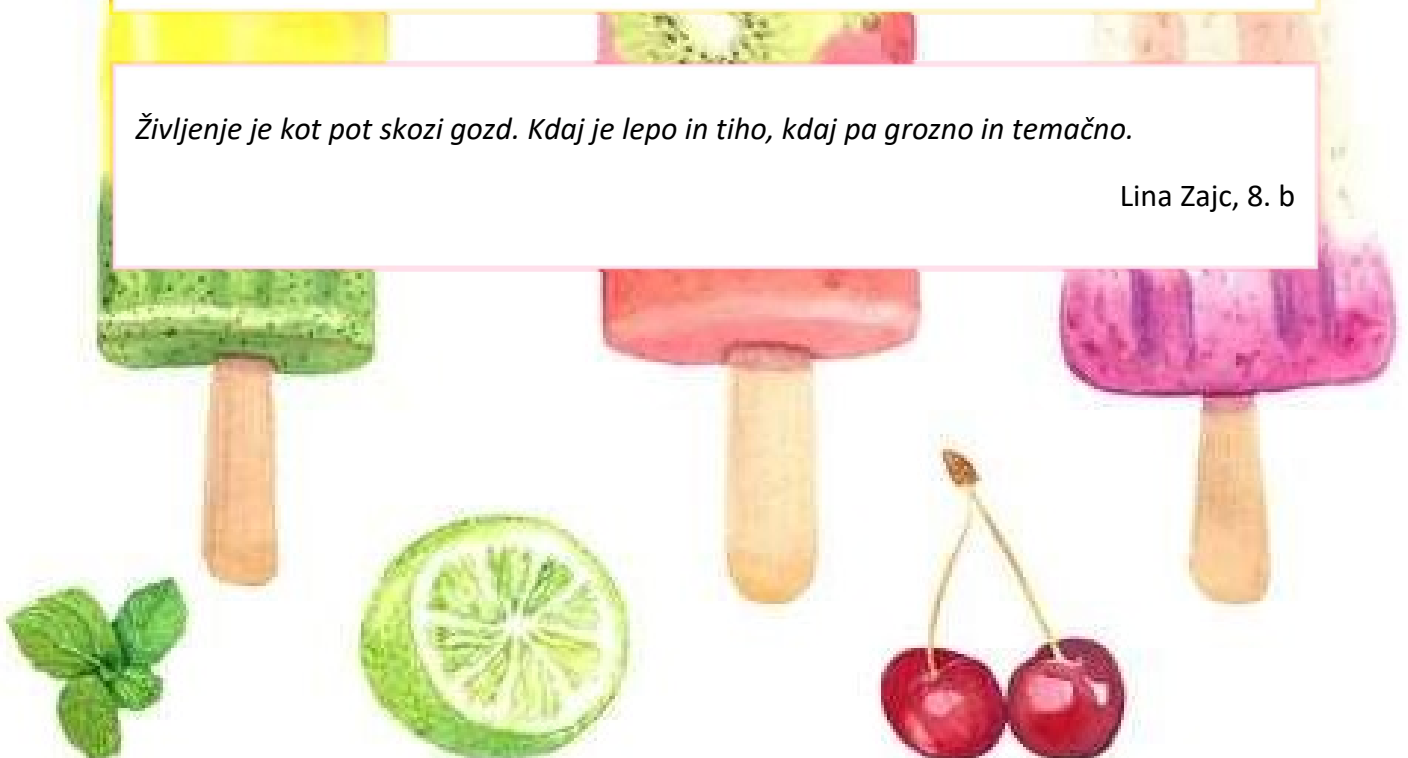 Življenje je kot pot skozi gozd. Kdaj je lepo in tiho, kdaj pa grozno in temačno.
Lina Zajc, 8. b